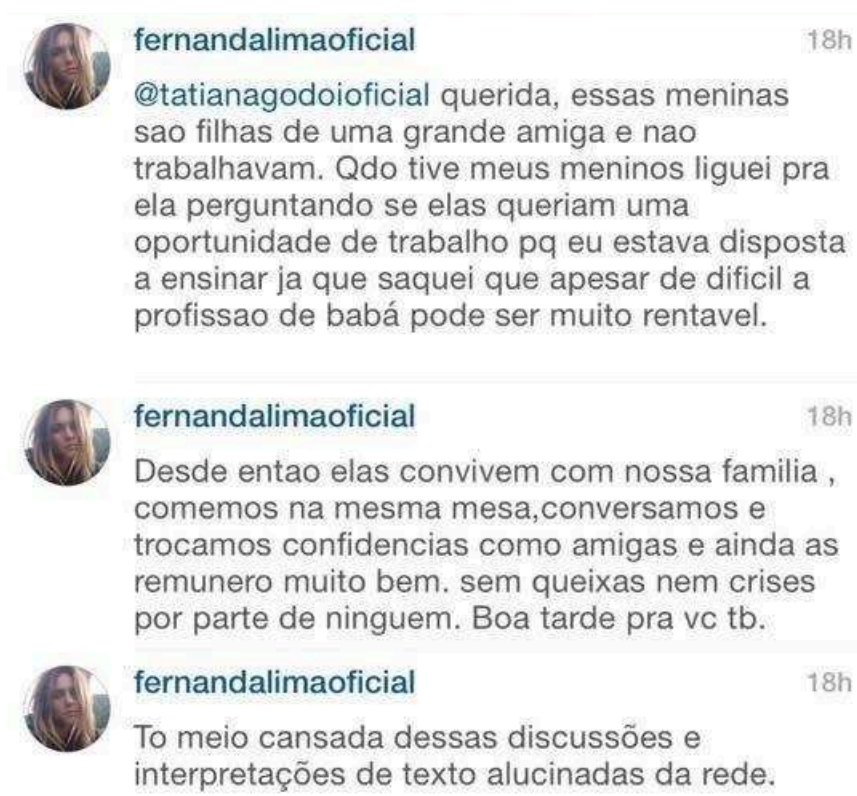 fernandalimaoficial 18h
@tatianagodoioficial querida, essas meninas
sao filhas de uma grande amiga e nao
trabalhavam. Qdo tive meus meninos liguei pra
ela perguntando se elas queriam uma
oportunidade de trabalho pq eu estava disposta
a ensinar ja que saquei que apesar de dificil a
profissao de babá pode ser muito rentavel.
fernandalimaoficial 18h
Desde entao elas convivem com nossa familia ,
comemos na mesma mesa,conversamos e
trocamos confidencias como amigas e ainda as
remunero muito bem. sem queixas nem crises
por parte de ninguem. Boa tarde pra vc tb.
fernandalimaoficial 18h
To meio cansada dessas discussões e
interpretações de texto alucinadas da rede.